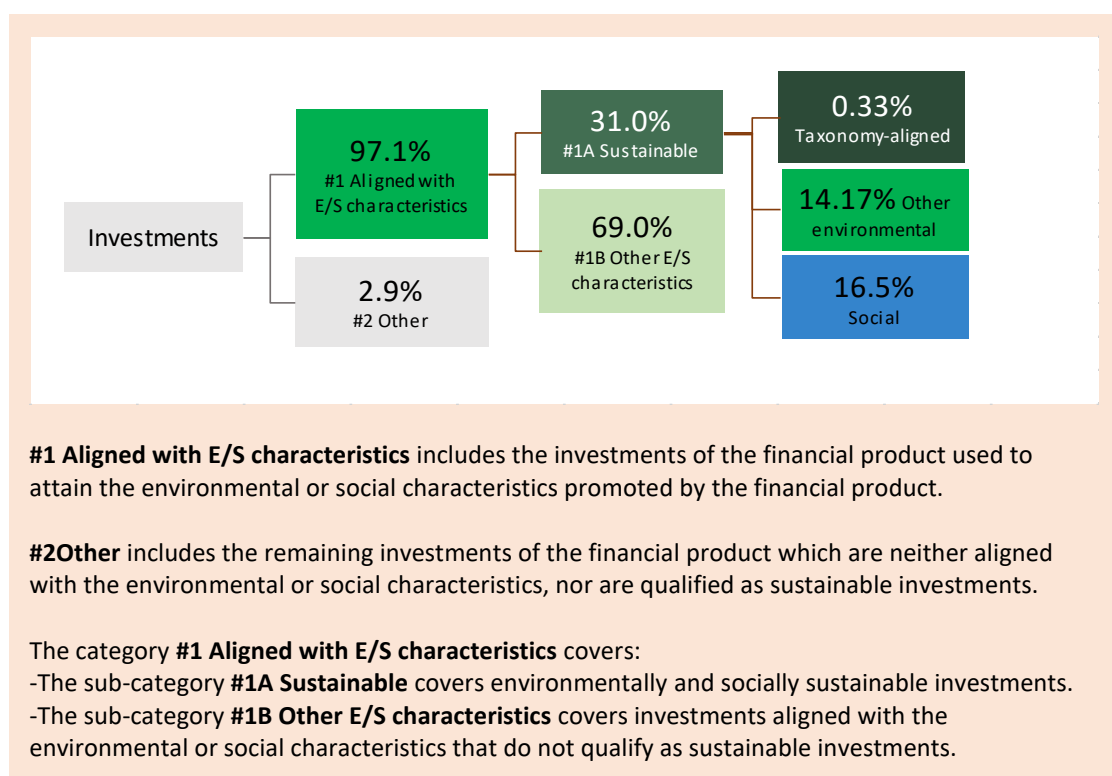 Investments
97.1%
#1 Aligned with
E/S characteristics
2.9%
#2 Other
31.0%
#1A Sustainable
69.0%
#1B Other E/S
characteristics
0.33%
Taxonomy-aligned
14.17% Other
environmental
16.5%
Social
#1 Aligned with E/S characteristics includes the investments of the financial product used to
attain the environmental or social characteristics promoted by the financial product.
#2Other includes the remaining investments of the financial product which are neither aligned
with the environmental or social characteristics, nor are qualified as sustainable investments.
The category #1 Aligned with E/S characteristics covers:
-The sub-category #1A Sustainable covers environmentally and socially sustainable investments.
-The sub-category #1B Other E/S characteristics covers investments aligned with the
environmental or social characteristics that do not qualify as sustainable investments.